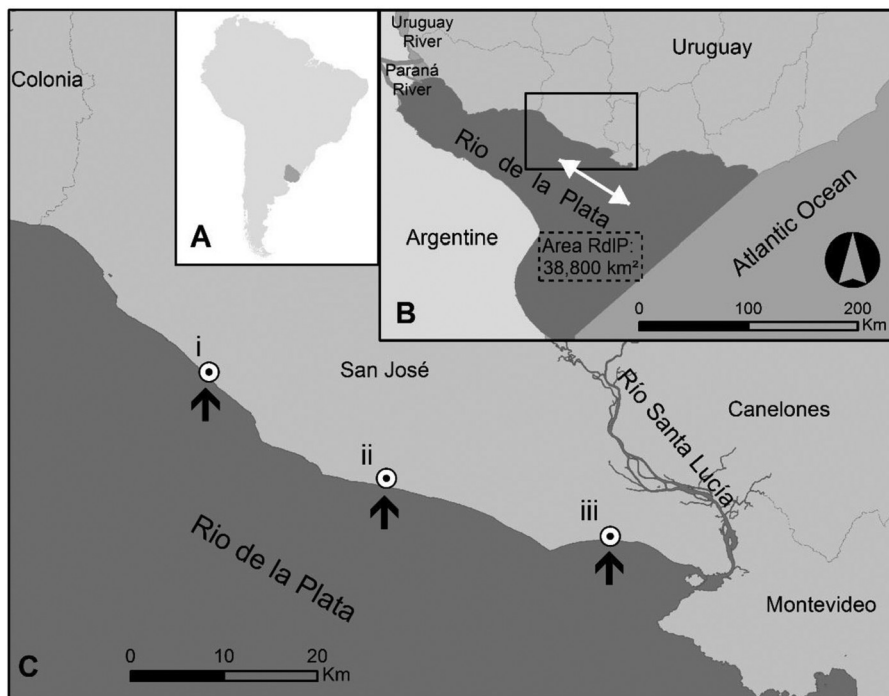 Colonia
A
Uruguay
River
Paraná
River
Uruguay
Rio de la Plata
Argentine
Area RdlP:
38,800 km²
Atlantic Ocean
B
0 100 200
Km
i
San José
ii
iii
Río Santa Lucía
Canelones
Rio de la Plata
Montevideo
C
0 10 20
Km